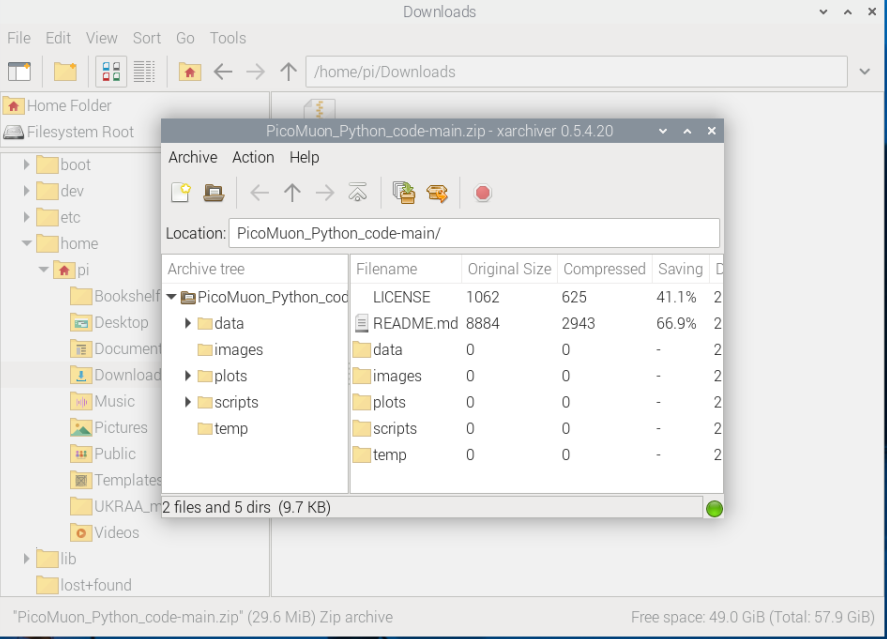 Downloads
File Edit View Sort Go Tools
/home/pi/Downloads
Home Folder
Filesystem Root
boot
dev
etc
home
pi
Bookshelf
Desktop
Document
Download
Music
Pictures
Public
Templates
UKRAA_m
Videos
lib
lost+found
PicoMuon_Python_code-main.zip - xarchiver 0.5.4.20
Archive Action Help
Location: PicoMuon_Python_code-main/
Archive tree
PicoMuon_Python_cod
data
images
plots
scripts
temp
Filename Original Size Compressed Saving D
LICENSE 1062 625 41.1% 2
README.md 8884 2943 66.9% 2
data 0 0 - 2
images 0 0 - 2
plots 0 0 - 2
scripts 0 0 - 2
temp 0 0 - 2
2 files and 5 dirs (9.7 KB)
"PicoMuon_Python_code-main.zip" (29.6 MiB) Zip archive Free space: 49.0 GiB (Total: 57.9 GiB)